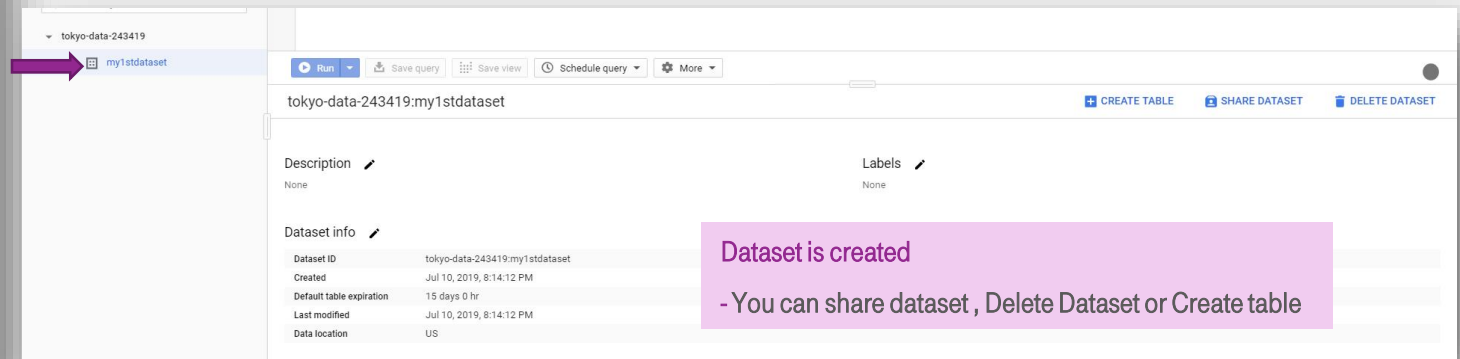 tokyo-data-243419
my1stdataset
Run Save query Save view Schedule query More
tokyo-data-243419:my1stdataset
CREATE TABLE SHARE DATASET DELETE DATASET
Description Labels
None None
Dataset info
Dataset ID tokyo-data-243419:my1stdataset
Created Jul 10, 2019, 8:14:12 PM
Default table expiration 15 days 0 hr
Last modified Jul 10, 2019, 8:14:12 PM
Data location US
Dataset is created
- You can share dataset , Delete Dataset or Create table